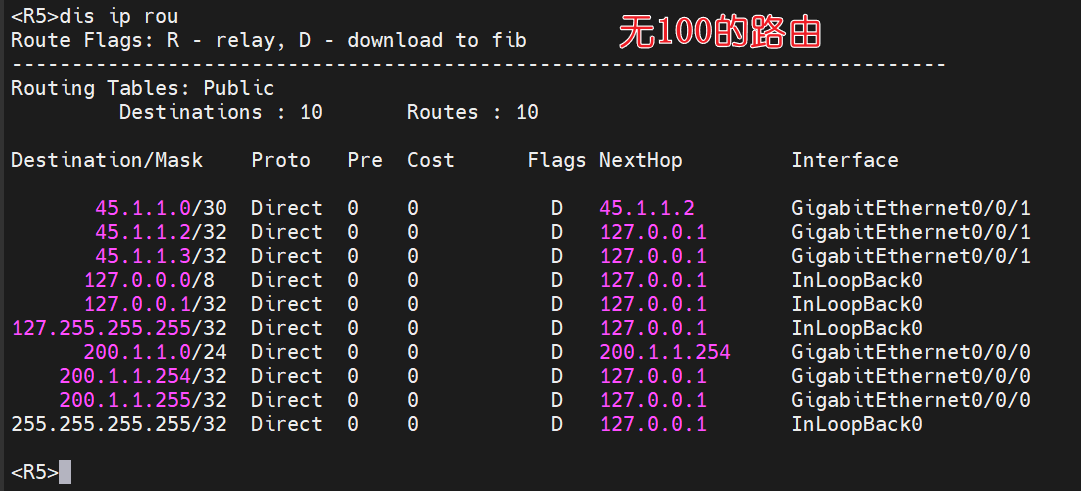 <R5>dis ip rou
Route Flags: R - relay, D - download to fib
无100的路由
------------------------------------------------------------------------------
Routing Tables: Public
         Destinations : 10       Routes : 10

Destination/Mask    Proto   Pre  Cost      Flags NextHop         Interface

       45.1.1.0/30  Direct  0    0           D   45.1.1.2        GigabitEthernet0/0/1
       45.1.1.2/32  Direct  0    0           D   127.0.0.1       GigabitEthernet0/0/1
       45.1.1.3/32  Direct  0    0           D   127.0.0.1       GigabitEthernet0/0/1
      127.0.0.0/8   Direct  0    0           D   127.0.0.1       InLoopBack0
      127.0.0.1/32  Direct  0    0           D   127.0.0.1       InLoopBack0
127.255.255.255/32  Direct  0    0           D   127.0.0.1       InLoopBack0
      200.1.1.0/24  Direct  0    0           D   200.1.1.254     GigabitEthernet0/0/0
    200.1.1.254/32  Direct  0    0           D   127.0.0.1       GigabitEthernet0/0/0
    200.1.1.255/32  Direct  0    0           D   127.0.0.1       GigabitEthernet0/0/0
255.255.255.255/32  Direct  0    0           D   127.0.0.1       InLoopBack0

<R5>